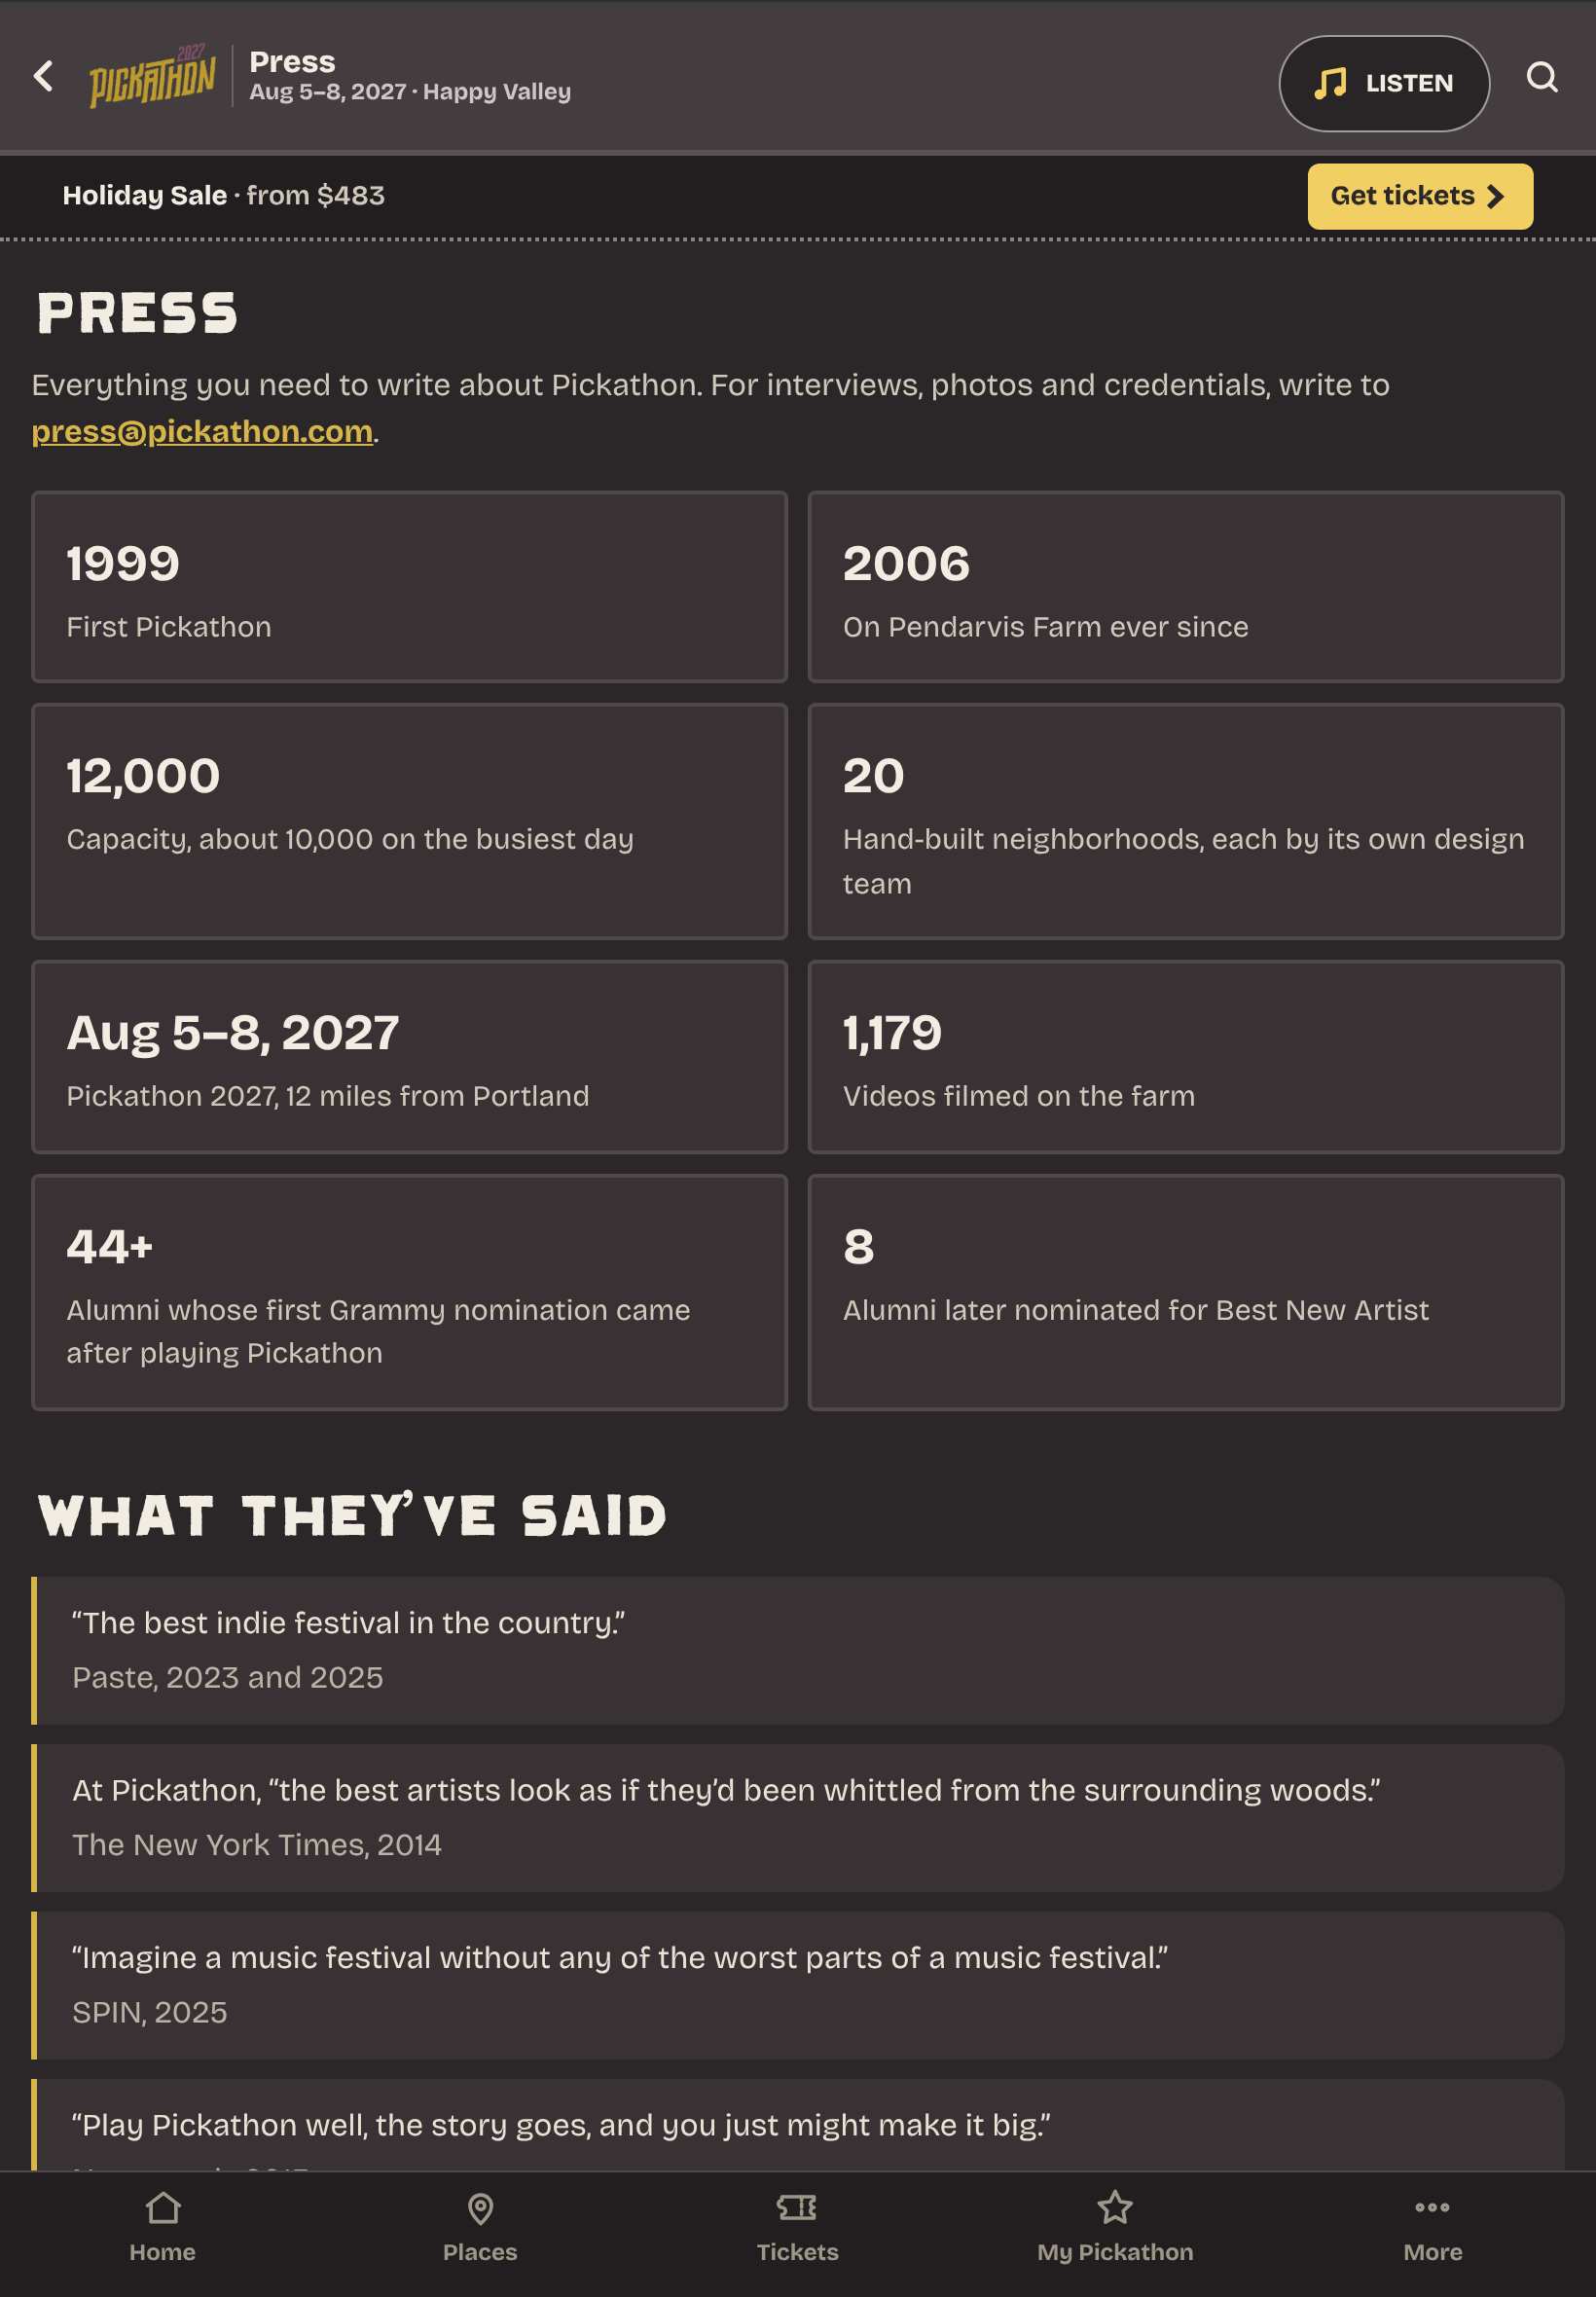 2027
PICKATHON
Press
Aug 5–8, 2027 · Happy Valley
LISTEN
Holiday Sale · from $483
Get tickets
PRESS
Everything you need to write about Pickathon. For interviews, photos and credentials, write to
press@pickathon.com.
1999
First Pickathon
2006
On Pendarvis Farm ever since
12,000
Capacity, about 10,000 on the busiest day
20
Hand-built neighborhoods, each by its own design
team
Aug 5–8, 2027
Pickathon 2027, 12 miles from Portland
1,179
Videos filmed on the farm
44+
Alumni whose first Grammy nomination came
after playing Pickathon
8
Alumni later nominated for Best New Artist
WHAT THEY’VE SAID
“The best indie festival in the country.”
Paste, 2023 and 2025
At Pickathon, “the best artists look as if they’d been whittled from the surrounding woods.”
The New York Times, 2014
“Imagine a music festival without any of the worst parts of a music festival.”
SPIN, 2025
“Play Pickathon well, the story goes, and you just might make it big.”
Home
Places
Tickets
My Pickathon
More